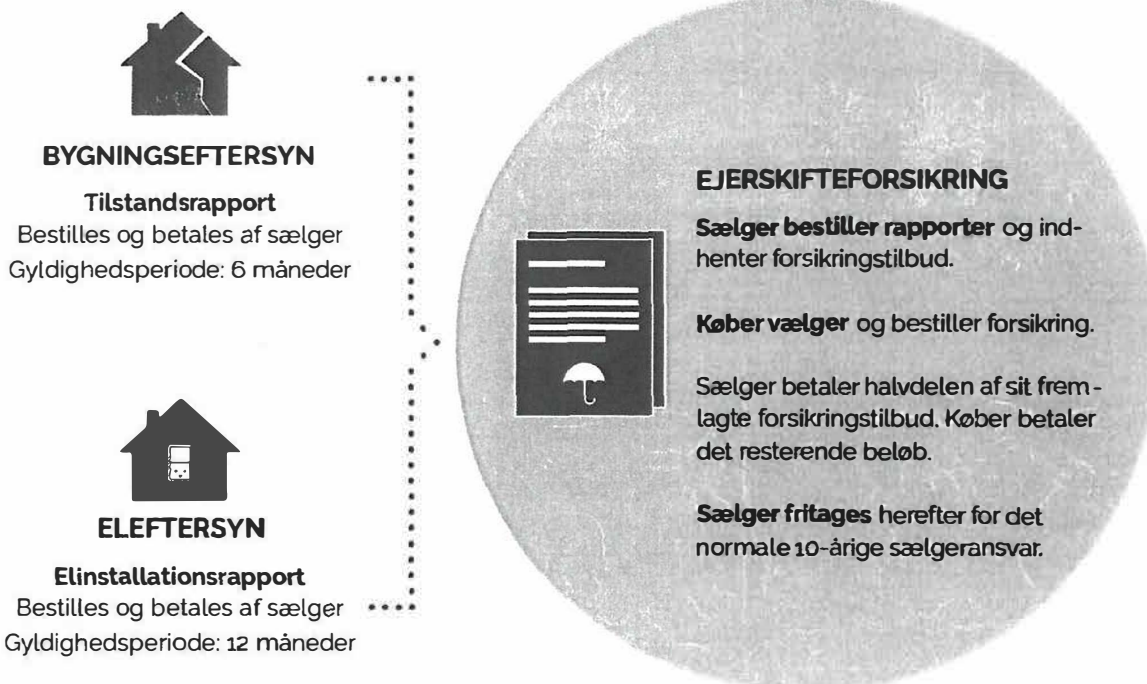 BYGNINGSEFTERSYN
Tilstandsrapport
Bestilles og betales af sælger
Gyldighedsperiode: 6 måneder
ELEFTERSYN
Elinstallationsrapport
Bestilles og betales af sælger
Gyldighedsperiode: 12 måneder
EJERSKIFTEFORSIKRING
Sælger bestiller rapporter og ind-
henter forsikringstilbud.
Køber vælger og bestiller forsikring.
Sælger betaler halvdelen af sit frem-
lagte forsikringstilbud. Køber betaler
det resterende beløb.
Sælger fritages herefter for det
normale 10-årige sælgeransvar.